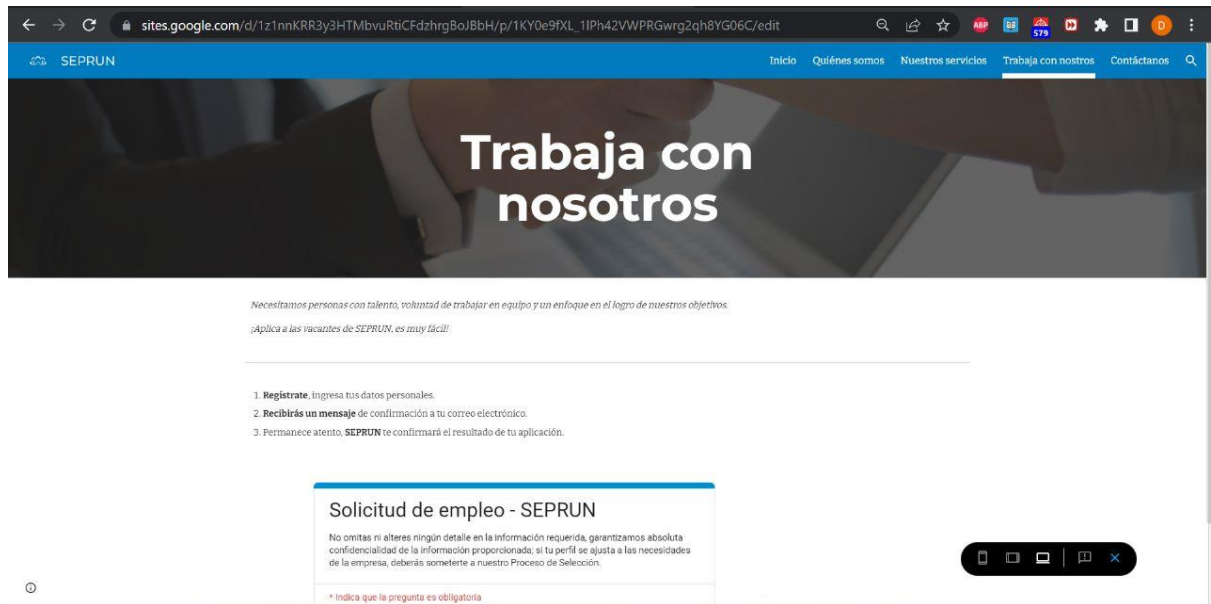 sites.google.com/d/1z1nnKRR3y3HTMbvuRtiCFdzhrgBoJBbH/p/1KY0e9fXL_1lPh42VWPRGwrg2qh8YG06C/edit
ABP
579
D
SEPRUN
Inicio Quiénes somos Nuestros servicios Trabaja con nostros Contáctanos
Trabaja con
nosotros
Necesitamos personas con talento, voluntad de trabajar en equipo y un enfoque en el logro de nuestros objetivos.
¡Aplica a las vacantes de SEPRUN, es muy fácil!
1. Regístrate, ingresa tus datos personales.
2. Recibirás un mensaje de confirmación a tu correo electrónico.
3. Permanece atento, SEPRUN te confirmará el resultado de tu aplicación.
Solicitud de empleo - SEPRUN
No omitas ni alteres ningún detalle en la información requerida, garantizamos absoluta
confidencialidad de la información proporcionada; si tu perfil se ajusta a las necesidades
de la empresa, deberás someterte a nuestro Proceso de Selección.
* Indica que la pregunta es obligatoria